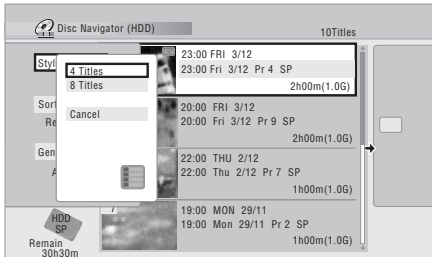 Disc Navigator (HDD)
10Titles
Styl
4 Titles
8 Titles
Cancel
Sor
Re
Gen
23:00 FRI 3/12
23:00 Fri 3/12 Pr 4 SP
2h00m(1.0G)
20:00 FRI 3/12
20:00 Fri 3/12 Pr 9 SP
2h00m(1.0G)
22:00 THU 2/12
22:00 Thu 2/12 Pr 7 SP
1h00m(1.0G)
19:00 MON 29/11
19:00 Mon 29/11 Pr 2 SP
1h00m(1.0G)
HDD
SP
Remain
30h30m